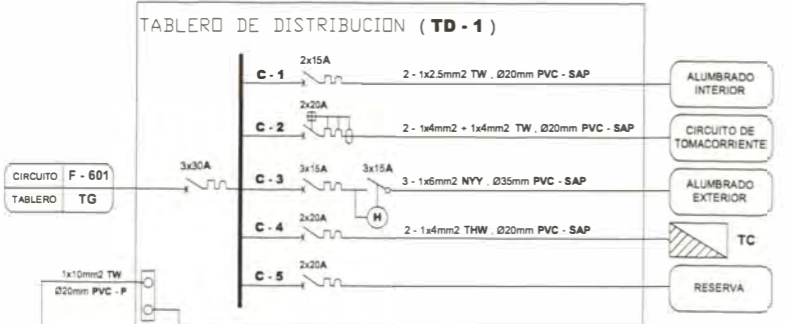 TABLERO DE DISTRIBUCION ( TD - 1 )
2x15A
C - 1
2 - 1x2.5mm2 TW , Ø20mm PVC - SAP
ALUMBRADO
INTERIOR
2x20A
C - 2
2 - 1x4mm2 + 1x4mm2 TW, Ø20mm PVC - SAP
CIRCUITO DE
TOMACORRIENTE
CIRCUITO F - 601
TABLERO TG
3x30A
C - 3
3x15A
3x15A
H
3 - 1x6mm2 NYY , Ø35mm PVC - SAP
ALUMBRADO
EXTERIOR
2x20A
C - 4
2 - 1x4mm2 THW , Ø20mm PVC - SAP
TC
2x20A
C - 5
RESERVA
1x10mm2 TW
Ø20mm PVC - P